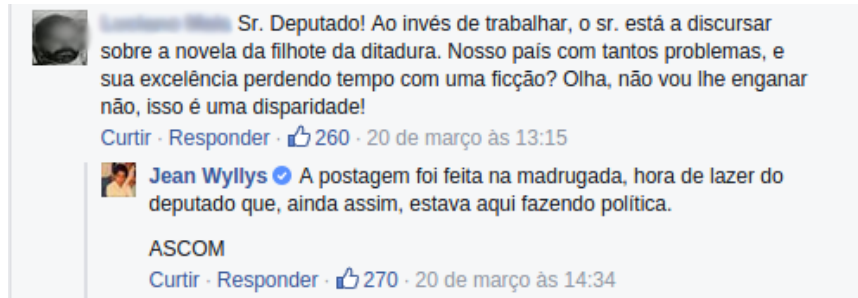 Sr. Deputado! Ao invés de trabalhar, o sr. está a discursar
sobre a novela da filhote da ditadura. Nosso país com tantos problemas, e
sua excelência perdendo tempo com uma ficção? Olha, não vou lhe enganar
não, isso é uma disparidade!
Curtir · Responder · 260 · 20 de março às 13:15
Jean Wyllys A postagem foi feita na madrugada, hora de lazer do
deputado que, ainda assim, estava aqui fazendo política.
ASCOM
Curtir · Responder · 270 · 20 de março às 14:34